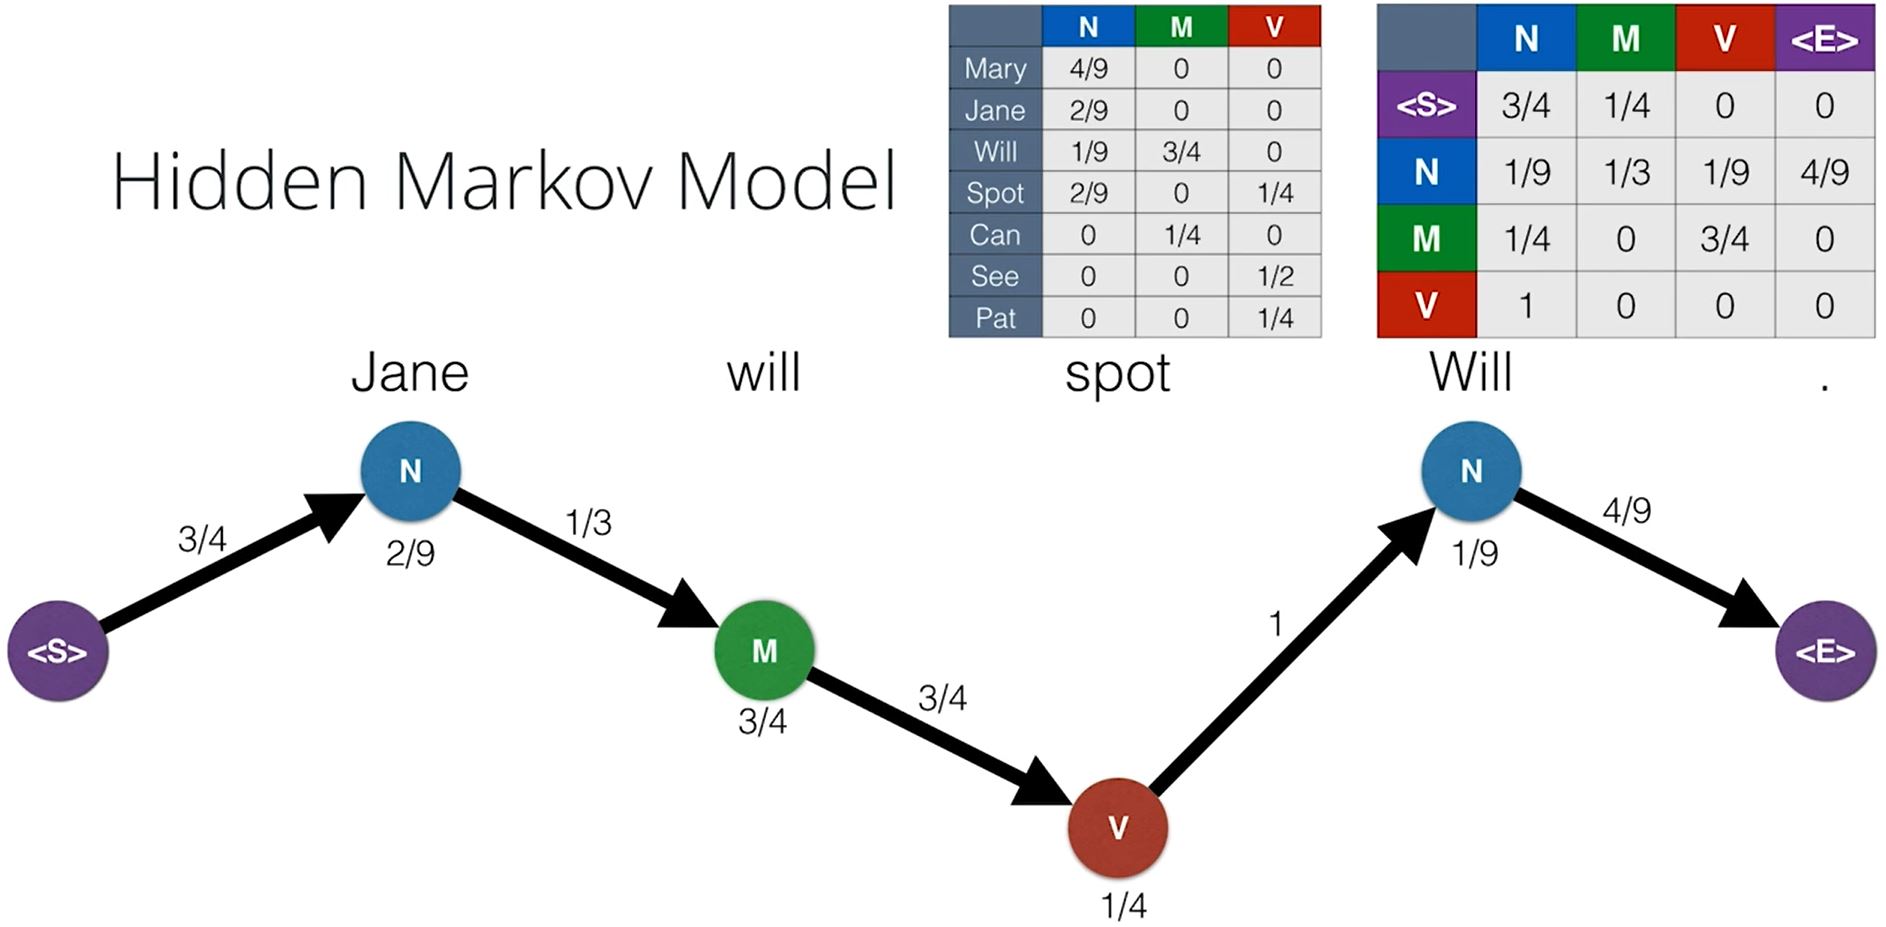 Hidden Markov Model
N M V
Mary 4/9 0 0
Jane 2/9 0 0
Will 1/9 3/4 0
Spot 2/9 0 1/4
Can 0 1/4 0
See 0 0 1/2
Pat 0 0 1/4
N M V <E>
<S> 3/4 1/4 0 0
N 1/9 1/3 1/9 4/9
M 1/4 0 3/4 0
V 1 0 0 0
Jane will spot Will .
N N
3/4 1/3 4/9
2/9 1/9
<S> M 1 <E>
3/4 3/4
V
1/4